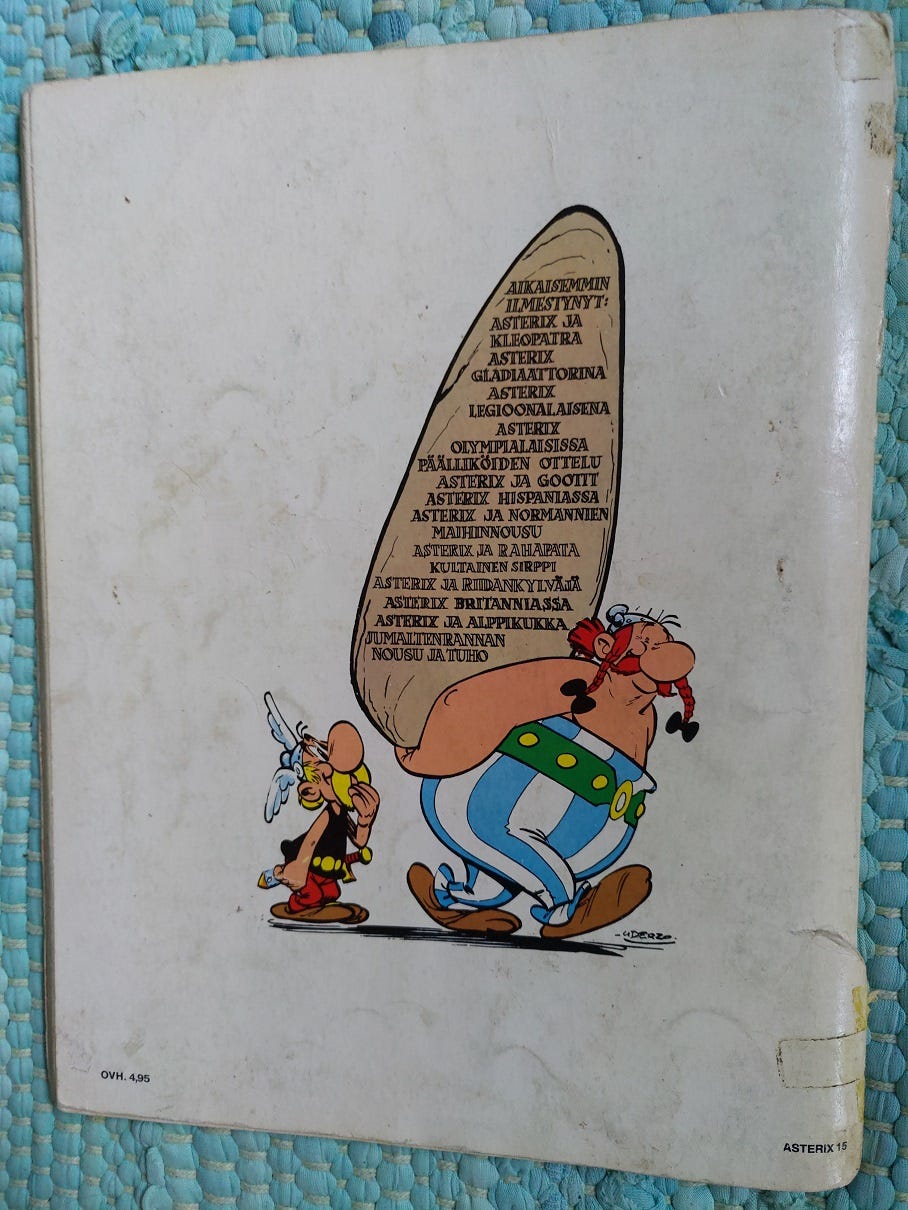 AIKAISEMMIN
ILMESTYNYT:
ASTERIX JA
KLEOPATRA
ASTERIX
GLADIAATTORINA
ASTERIX
LEGIOONALAISENA
ASTERIX
OLYMPIALAISISSA
PÄÄLLIKÖIDEN OTTELU
ASTERIX JA GOOTIT
ASTERIX HISPANIASSA
ASTERIX JA NORMANNIEN
MAIHINNOUSU
ASTERIX JA RAHAPATA
KULTAINEN SIRPPI
ASTERIX JA RIIDANKYLVÄJÄ
ASTERIX BRITANNIASSA
ASTERIX JA ALPPIKUKKA
JUMALTENRANNAN
NOUSU JA TUHO
-UDERZO-
OVH. 4,95
ASTERIX 15